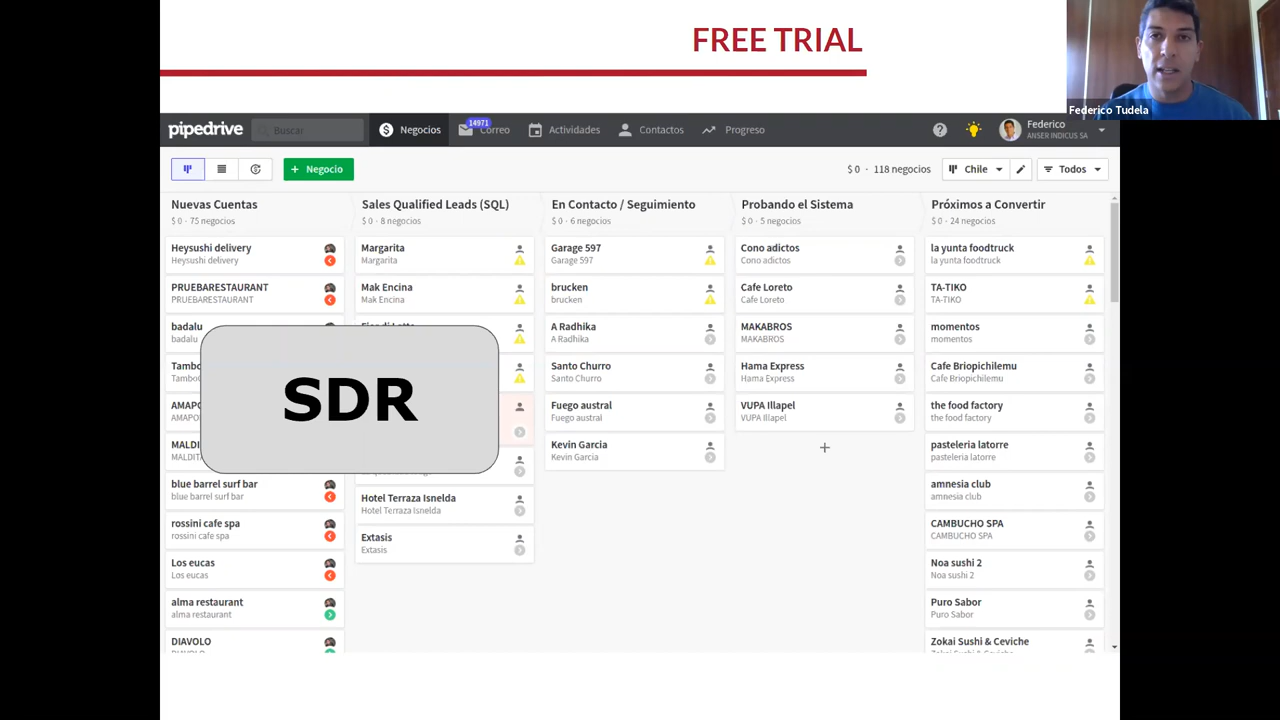 FREE TRIAL
Federico Tudela
pipedrive
Buscar
Negocios
14971
Correo
Actividades
Contactos
Progreso
Federico
ANSER INDICUS SA
+ Negocio
$ 0 · 118 negocios
Chile
Todos
Nuevas Cuentas
$ 0 · 75 negocios
Heysushi delivery
Heysushi delivery
PRUEBARESTAURANT
PRUEBARESTAURANT
badalu
badalu
blue barrel surf bar
blue barrel surf bar
rossini cafe spa
rossini cafe spa
Los eucas
Los eucas
alma restaurant
alma restaurant
DIAVOLO
SDR
Sales Qualified Leads (SQL)
$ 0 · 8 negocios
Margarita
Margarita
Mak Encina
Mak Encina
Hotel Terraza Isnelda
Hotel Terraza Isnelda
Extasis
Extasis
En Contacto / Seguimiento
$ 0 · 6 negocios
Garage 597
Garage 597
brucken
brucken
A Radhika
A Radhika
Santo Churro
Santo Churro
Fuego austral
Fuego austral
Kevin Garcia
Kevin Garcia
Probando el Sistema
$ 0 · 5 negocios
Cono adictos
Cono adictos
Cafe Loreto
Cafe Loreto
MAKABROS
MAKABROS
Hama Express
Hama Express
VUPA Illapel
VUPA Illapel
Próximos a Convertir
$ 0 · 24 negocios
la yunta foodtruck
la yunta foodtruck
TA-TIKO
TA-TIKO
momentos
momentos
Cafe Briopichilemu
Cafe Briopichilemu
the food factory
the food factory
pasteleria latorre
pasteleria latorre
amnesia club
amnesia club
CAMBUCHO SPA
CAMBUCHO SPA
Noa sushi 2
Noa sushi 2
Puro Sabor
Puro Sabor
Zokai Sushi & Ceviche